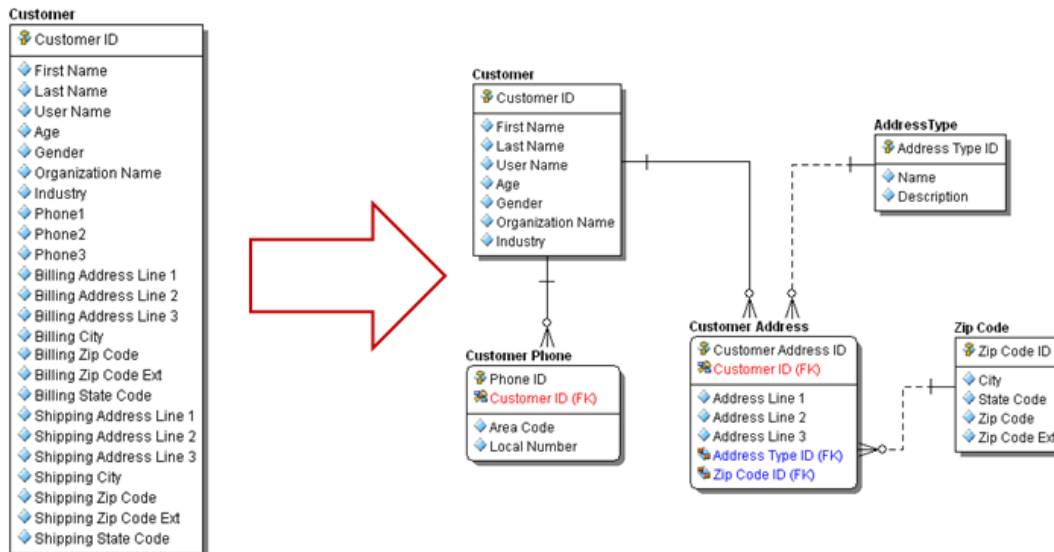 Customer
Customer ID
First Name
Last Name
User Name
Age
Gender
Organization Name
Industry
Phone1
Phone2
Phone3
Billing Address Line 1
Billing Address Line 2
Billing Address Line 3
Billing City
Billing Zip Code
Billing Zip Code Ext
Billing State Code
Shipping Address Line 1
Shipping Address Line 2
Shipping Address Line 3
Shipping City
Shipping Zip Code
Shipping Zip Code Ext
Shipping State Code
Customer
Customer ID
First Name
Last Name
User Name
Age
Gender
Organization Name
Industry
Customer Phone
Phone ID
Customer ID (FK)
Area Code
Local Number
AddressType
Address Type ID
Name
Description
Customer Address
Customer Address ID
Customer ID (FK)
Address Line 1
Address Line 2
Address Line 3
Address Type ID (FK)
Zip Code ID (FK)
Zip Code
Zip Code ID
City
State Code
Zip Code
Zip Code Ext